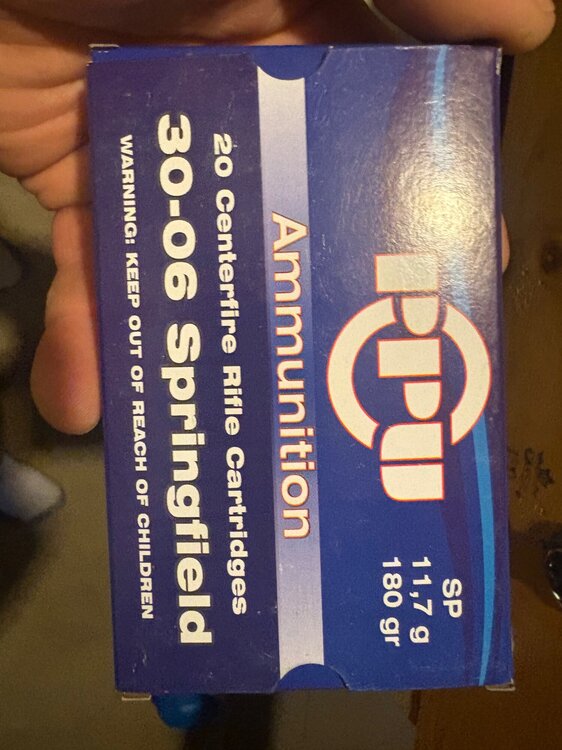 PPU
SP
11,7 g
180 gr
Ammunition
20 Centerfire Rifle Cartridges
30-06 Springfield
WARNING: KEEP OUT OF REACH OF CHILDREN